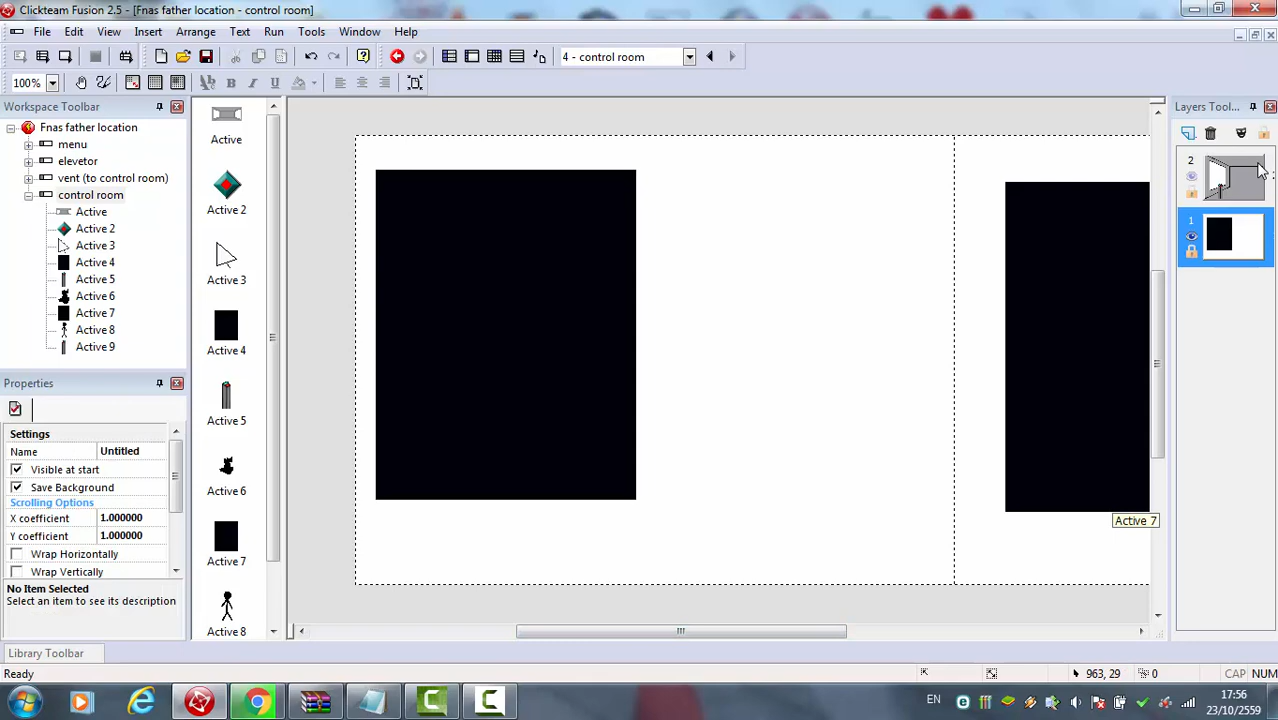 Clickteam Fusion 2.5 - [Fnas father location - control room]
File Edit View Insert Arrange Text Run Tools Window Help
4 - control room
100%
B I U
Workspace Toolbar
Fnas father location
menu
elevetor
vent (to control room)
control room
Active
Active 2
Active 3
Active 4
Active 5
Active 6
Active 7
Active 8
Active 9
Properties
Settings
Name Untitled
Visible at start
Save Background
Scrolling Options
X coefficient 1.000000
Y coefficient 1.000000
Wrap Horizontally
Wrap Vertically
No Item Selected
Select an item to see its description
Library Toolbar
Active
Active 2
Active 3
Active 4
Active 5
Active 6
Active 7
Active 8
Active 7
Layers Tool...
2
1
Ready
963, 29
0
CAP NUM
EN
17:56
23/10/2559